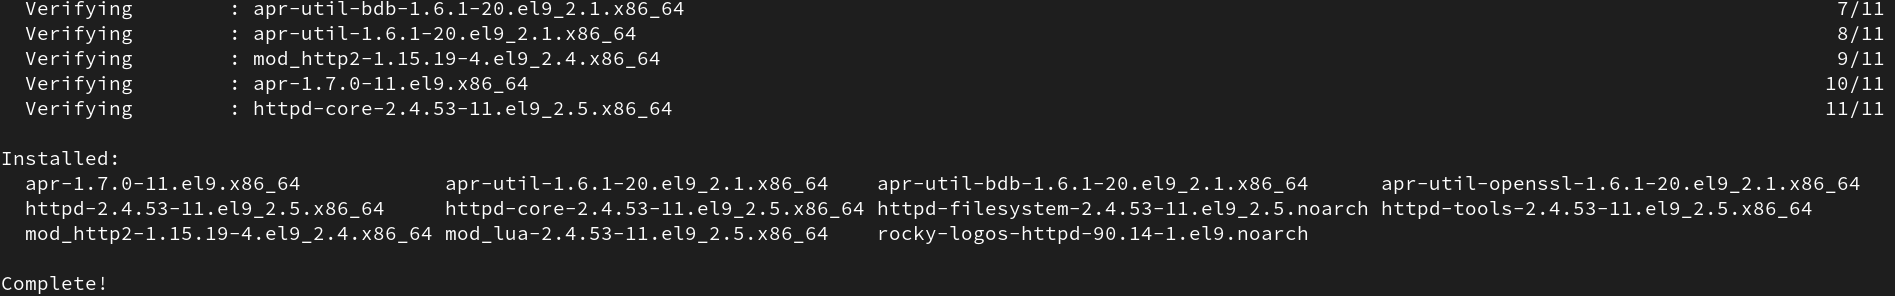 Verifying : apr-util-bdb-1.6.1-20.el9_2.1.x86_64 7/11
Verifying : apr-util-1.6.1-20.el9_2.1.x86_64 8/11
Verifying : mod_http2-1.15.19-4.el9_2.4.x86_64 9/11
Verifying : apr-1.7.0-11.el9.x86_64 10/11
Verifying : httpd-core-2.4.53-11.el9_2.5.x86_64 11/11
Installed:
apr-1.7.0-11.el9.x86_64 apr-util-1.6.1-20.el9_2.1.x86_64 apr-util-bdb-1.6.1-20.el9_2.1.x86_64 apr-util-openssl-1.6.1-20.el9_2.1.x86_64
httpd-2.4.53-11.el9_2.5.x86_64 httpd-core-2.4.53-11.el9_2.5.x86_64 httpd-filesystem-2.4.53-11.el9_2.5.noarch httpd-tools-2.4.53-11.el9_2.5.x86_64
mod_http2-1.15.19-4.el9_2.4.x86_64 mod_lua-2.4.53-11.el9_2.5.x86_64 rocky-logos-httpd-90.14-1.el9.noarch
Complete!